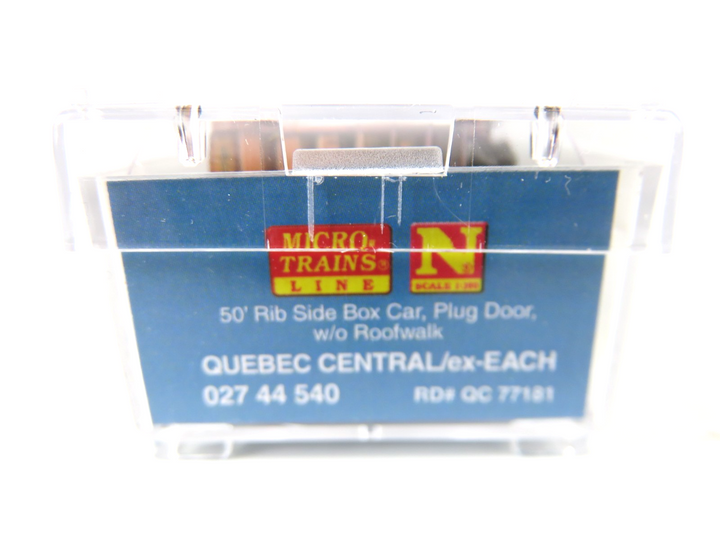 MICRO-
TRAINS®
LINE
N®
SCALE 1:160
50' Rib Side Box Car, Plug Door,
w/o Roofwalk
QUEBEC CENTRAL/ex-EACH
027 44 540 RD# QC 77181